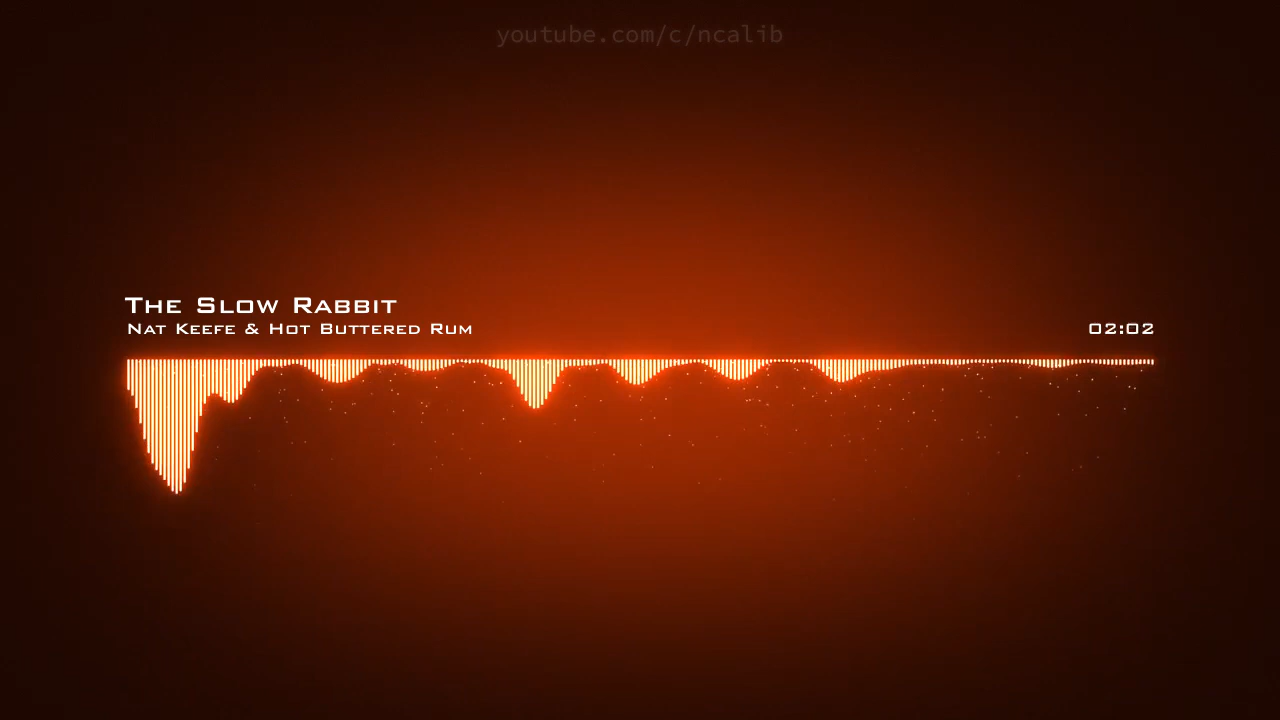 youtube.com/c/ncalib
The Slow Rabbit
Nat Keefe & Hot Buttered Rum
02:02